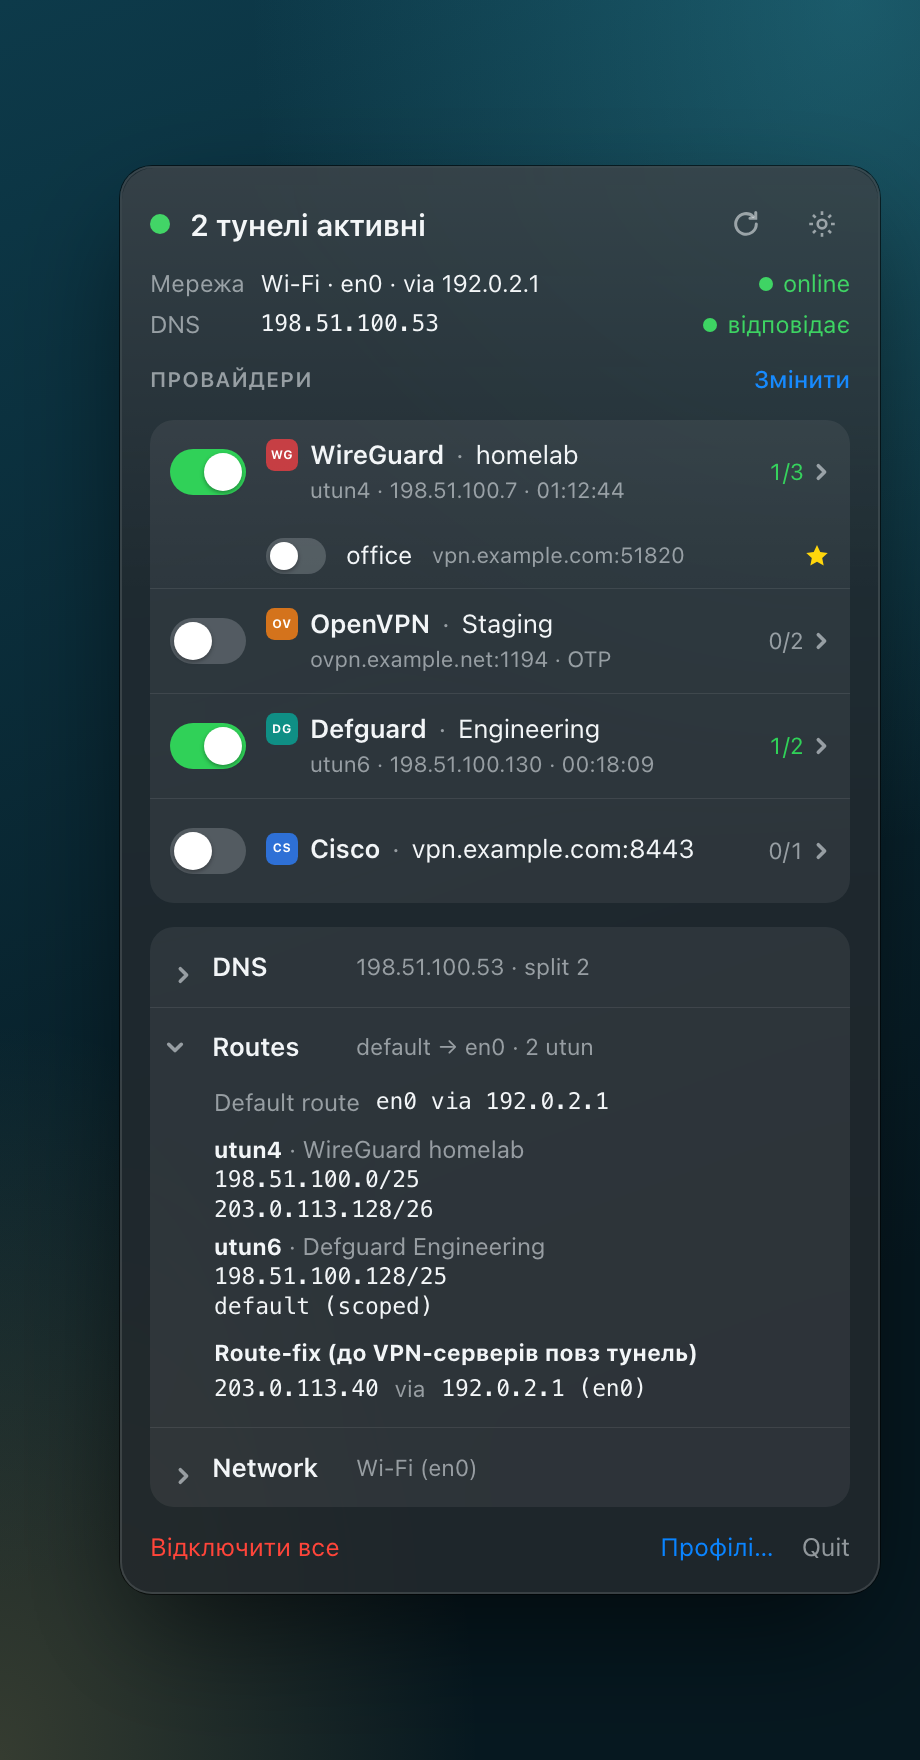 2 тунелі активні
Мережа Wi-Fi · en0 · via 192.0.2.1 online
DNS 198.51.100.53 відповідає
ПРОВАЙДЕРИ Змінити
WG WireGuard · homelab 1/3
utun4 · 198.51.100.7 · 01:12:44
office vpn.example.com:51820
OV OpenVPN · Staging 0/2
ovpn.example.net:1194 · OTP
DG Defguard · Engineering 1/2
utun6 · 198.51.100.130 · 00:18:09
CS Cisco · vpn.example.com:8443 0/1
DNS 198.51.100.53 · split 2
Routes default → en0 · 2 utun
Default route en0 via 192.0.2.1
utun4 · WireGuard homelab
198.51.100.0/25
203.0.113.128/26
utun6 · Defguard Engineering
198.51.100.128/25
default (scoped)
Route-fix (до VPN-серверів повз тунель)
203.0.113.40 via 192.0.2.1 (en0)
Network Wi-Fi (en0)
Відключити все Профілі... Quit